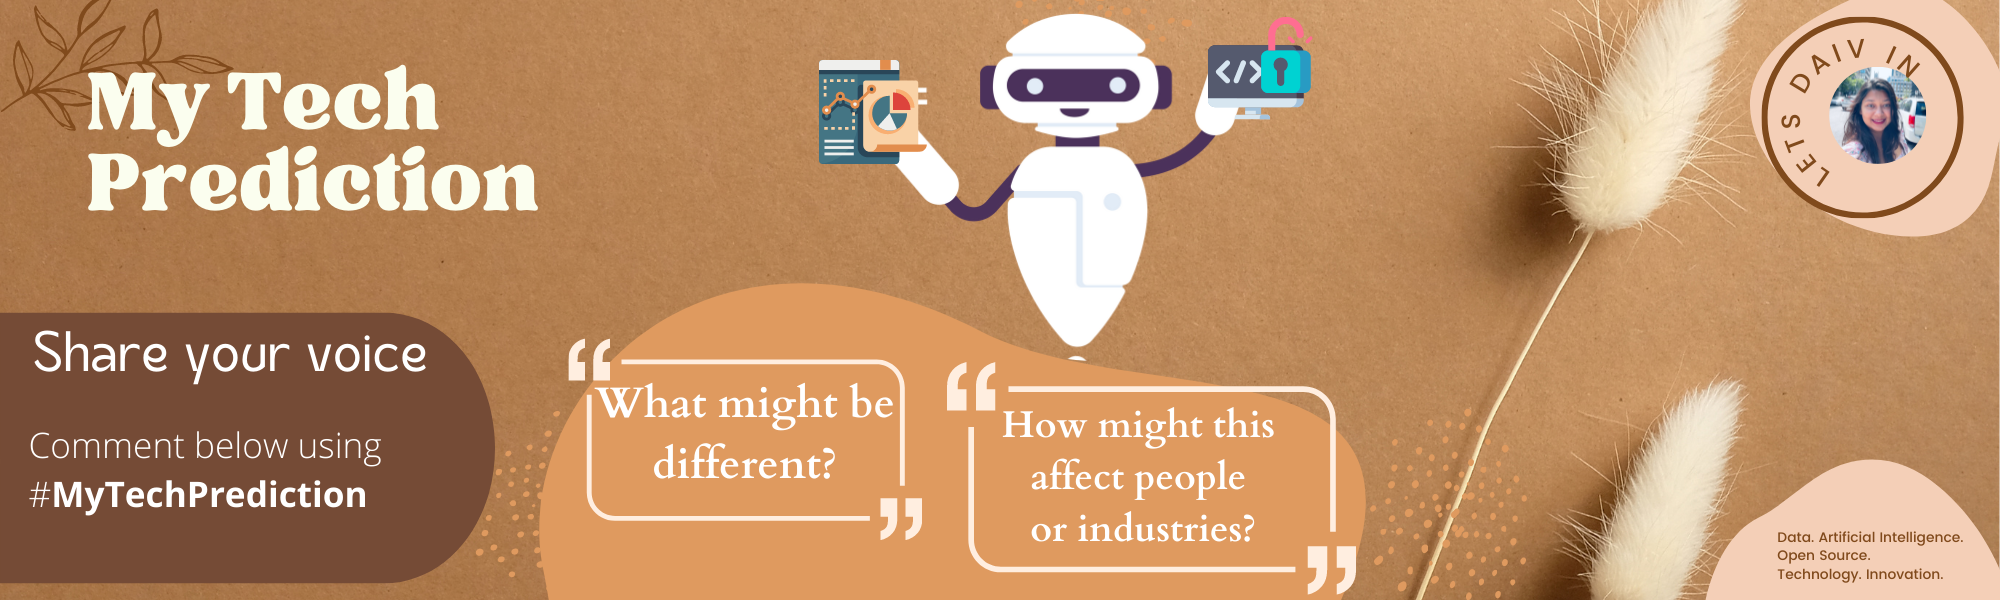 My Tech
Prediction
Share your voice
Comment below using
#MyTechPrediction
“What might be
different?”
“How might this
affect people
or industries?”
</>
LETS DAIV IN
Data. Artificial Intelligence.
Open Source.
Technology. Innovation.